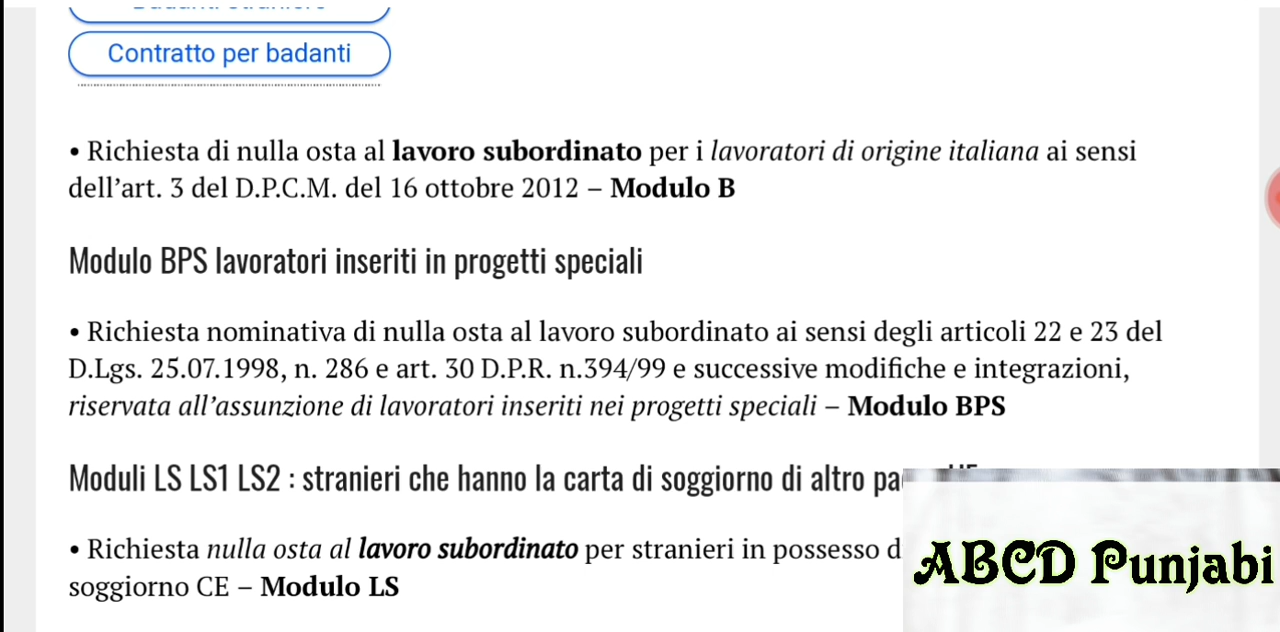 Contratto per badanti
• Richiesta di nulla osta al lavoro subordinato per i lavoratori di origine italiana ai sensi
dell’art. 3 del D.P.C.M. del 16 ottobre 2012 – Modulo B
Modulo BPS lavoratori inseriti in progetti speciali
• Richiesta nominativa di nulla osta al lavoro subordinato ai sensi degli articoli 22 e 23 del
D.Lgs. 25.07.1998, n. 286 e art. 30 D.P.R. n.394/99 e successive modifiche e integrazioni,
riservata all’assunzione di lavoratori inseriti nei progetti speciali – Modulo BPS
Moduli LS LS1 LS2 : stranieri che hanno la carta di soggiorno di altro
• Richiesta nulla osta al lavoro subordinato per stranieri in possesso
soggiorno CE – Modulo LS
ABCD Punjabi